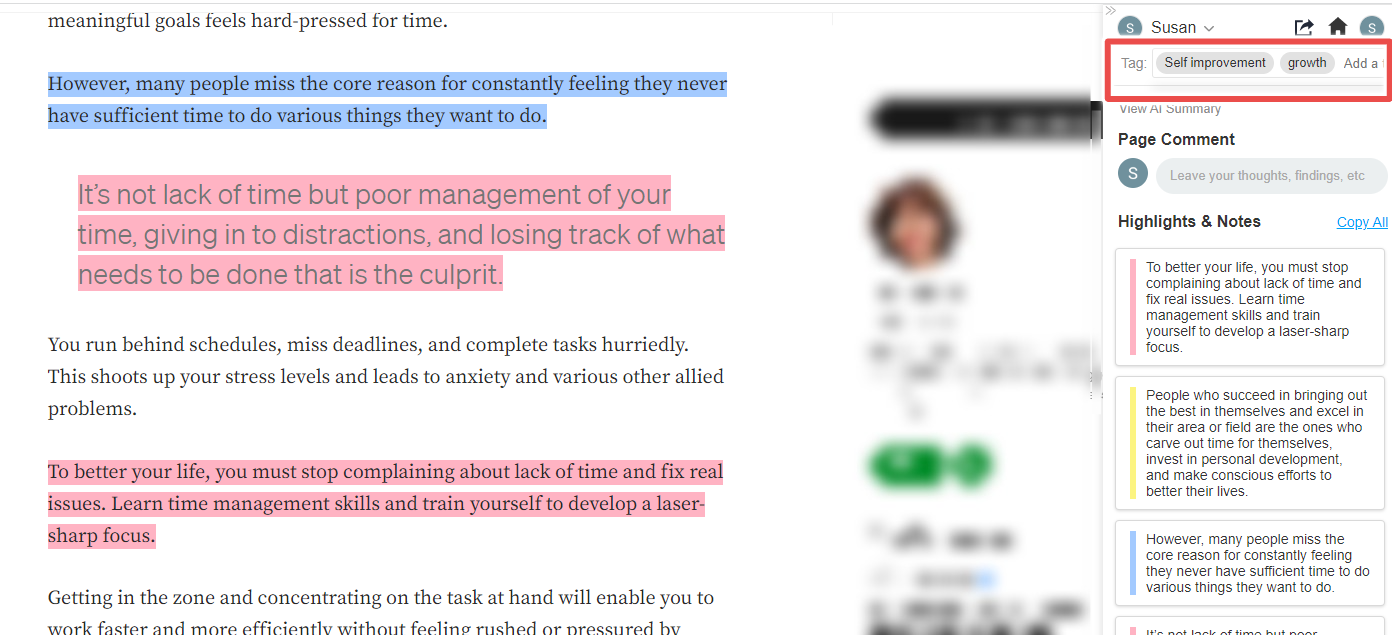 meaningful goals feels hard-pressed for time.
However, many people miss the core reason for constantly feeling they never
have sufficient time to do various things they want to do.
It’s not lack of time but poor management of your
time, giving in to distractions, and losing track of what
needs to be done that is the culprit.
You run behind schedules, miss deadlines, and complete tasks hurriedly.
This shoots up your stress levels and leads to anxiety and various other allied
problems.
To better your life, you must stop complaining about lack of time and fix real
issues. Learn time management skills and train yourself to develop a laser-
sharp focus.
Getting in the zone and concentrating on the task at hand will enable you to
work faster and more efficiently without feeling rushed or pressured by
S
Susan
S
Tag:
Self improvement
growth
Add a
View AI Summary
Page Comment
S
Leave your thoughts, findings, etc
Highlights & Notes
Copy All
To better your life, you must stop
complaining about lack of time and
fix real issues. Learn time
management skills and train
yourself to develop a laser-sharp
focus.
People who succeed in bringing out
the best in themselves and excel in
their area or field are the ones who
carve out time for themselves,
invest in personal development,
and make conscious efforts to
better their lives.
However, many people miss the
core reason for constantly feeling
they never have sufficient time to do
various things they want to do.
It’s not lack of time but poor